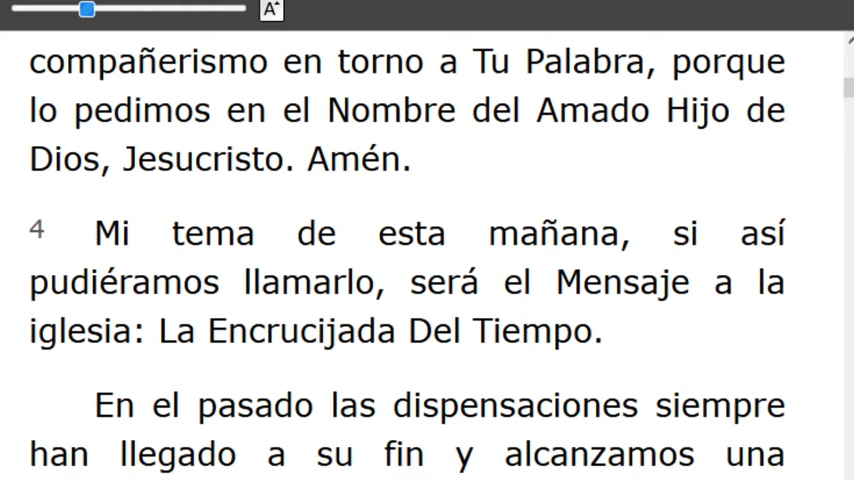 A
compañerismo en torno a Tu Palabra, porque
lo pedimos en el Nombre del Amado Hijo de
Dios, Jesucristo. Amén.
4 Mi tema de esta mañana, si así
pudiéramos llamarlo, será el Mensaje a la
iglesia: La Encrucijada Del Tiempo.
En el pasado las dispensaciones siempre
han llegado a su fin y alcanzamos una